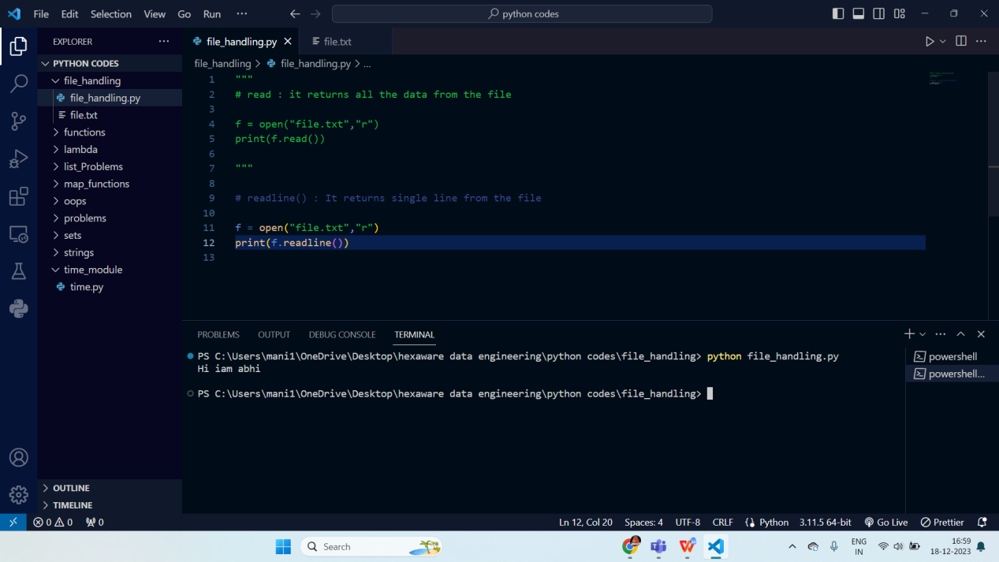 File Edit Selection View Go Run ··· python codes
EXPLORER ···
PYTHON CODES
file_handling
file_handling.py
file.txt
functions
lambda
list_Problems
map_functions
oops
problems
sets
strings
time_module
time.py
OUTLINE
TIMELINE
file_handling.py file.txt
file_handling > file_handling.py > ...
1 """
2 # read : it returns all the data from the file
3
4 f = open("file.txt","r")
5 print(f.read())
6
7 """
8
9 # readline() : It returns single line from the file
10
11 f = open("file.txt","r")
12 print(f.readline())
13
PROBLEMS OUTPUT DEBUG CONSOLE TERMINAL
PS C:\Users\mani1\OneDrive\Desktop\hexaware data engineering\python codes\file_handling> python file_handling.py
Hi iam abhi
PS C:\Users\mani1\OneDrive\Desktop\hexaware data engineering\python codes\file_handling>
powershell
powershell...
0 0 0 Ln 12, Col 20 Spaces: 4 UTF-8 CRLF Python 3.11.5 64-bit Go Live Prettier
Search ENG IN 16:59 18-12-2023